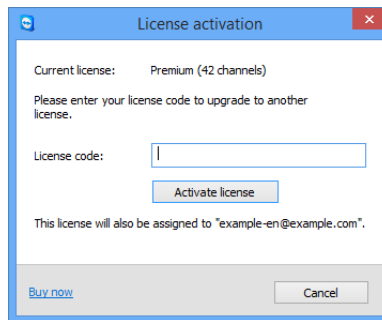 License activation
Current license: Premium (42 channels)
Please enter your license code to upgrade to another
license.
License code:
Activate license
This license will also be assigned to "example-en@example.com".
Buy now Cancel